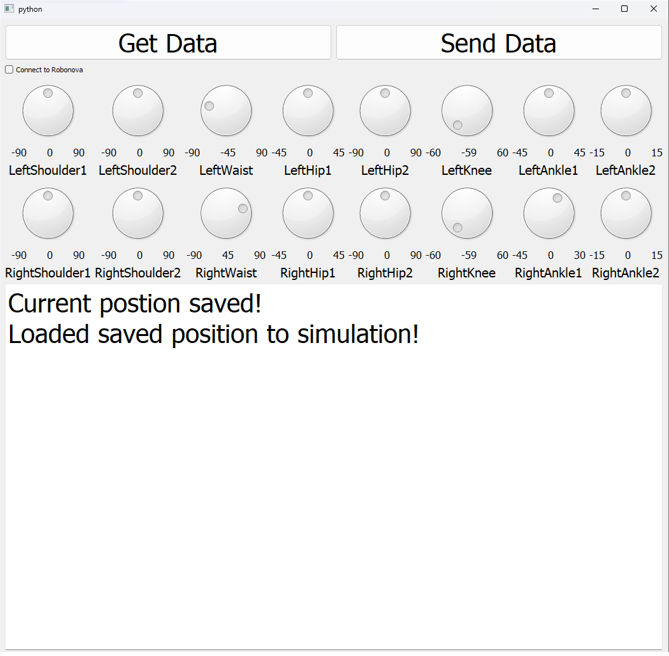 python
Get Data Send Data
Connect to Robonova
-90 0 90 -90 0 90 -90 -45 90 -45 0 45 -90 0 90 -60 -59 60 -45 0 45 -15 0 15
LeftShoulder1 LeftShoulder2 LeftWaist LeftHip1 LeftHip2 LeftKnee LeftAnkle1 LeftAnkle2
-90 0 90 -90 0 90 -90 45 90 -45 0 45 -90 0 90 -60 -59 60 -45 30 45 -15 0 15
RightShoulder1 RightShoulder2 RightWaist RightHip1 RightHip2 RightKnee RightAnkle1 RightAnkle2
Current postion saved!
Loaded saved position to simulation!